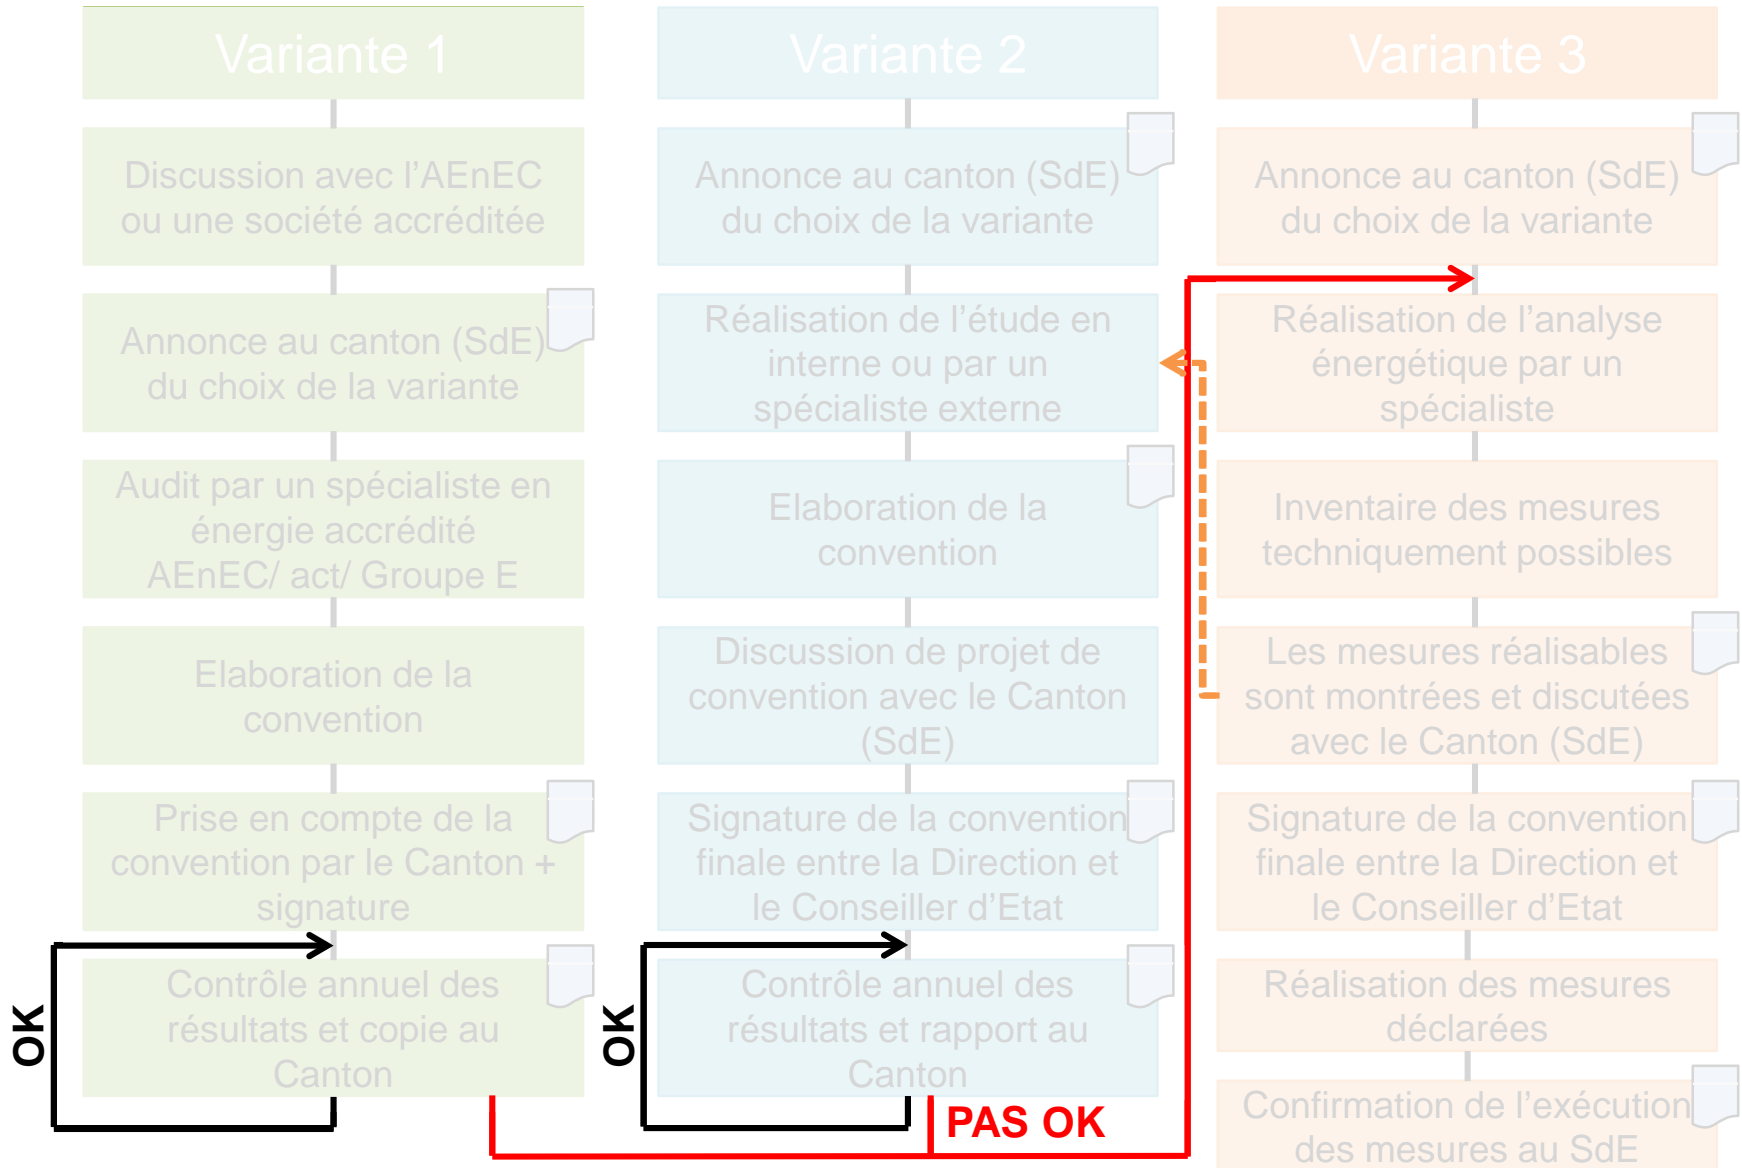 Variante 1
Discussion avec l’AEnEC
ou une société accréditée
Annonce au canton (SdE)
du choix de la variante
Audit par un spécialiste en
énergie accrédité
AEnEC/ act/ Groupe E
Elaboration de la
convention
Prise en compte de la
convention par le Canton +
signature
Contrôle annuel des
résultats et copie au
Canton
OK
Variante 2
Annonce au canton (SdE)
du choix de la variante
Réalisation de l’étude en
interne ou par un
spécialiste externe
Elaboration de la
convention
Discussion de projet de
convention avec le Canton
(SdE)
Signature de la convention
finale entre la Direction et
le Conseiller d’Etat
Contrôle annuel des
résultats et rapport au
Canton
OK
PAS OK
Variante 3
Annonce au canton (SdE)
du choix de la variante
Réalisation de l’analyse
énergétique par un
spécialiste
Inventaire des mesures
techniquement possibles
Les mesures réalisables
sont montrées et discutées
avec le Canton (SdE)
Signature de la convention
finale entre la Direction et
le Conseiller d’Etat
Réalisation des mesures
déclarées
Confirmation de l’exécution
des mesures au SdE